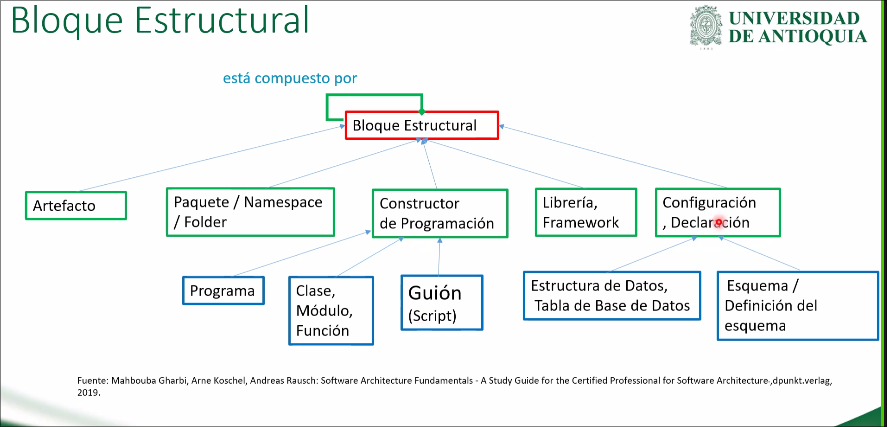 Bloque Estructural
UNIVERSIDAD
DE ANTIOQUIA
está compuesto por
Bloque Estructural
Artefacto
Paquete / Namespace
/ Folder
Constructor
de Programación
Librería,
Framework
Configuración
, Declaración
Programa
Clase,
Módulo,
Función
Guión
(Script)
Estructura de Datos,
Tabla de Base de Datos
Esquema /
Definición del
esquema
Fuente: Mahbouba Gharbi, Arne Koschel, Andreas Rausch: Software Architecture Fundamentals - A Study Guide for the Certified Professional for Software Architecture-,dpunkt.verlag,
2019.